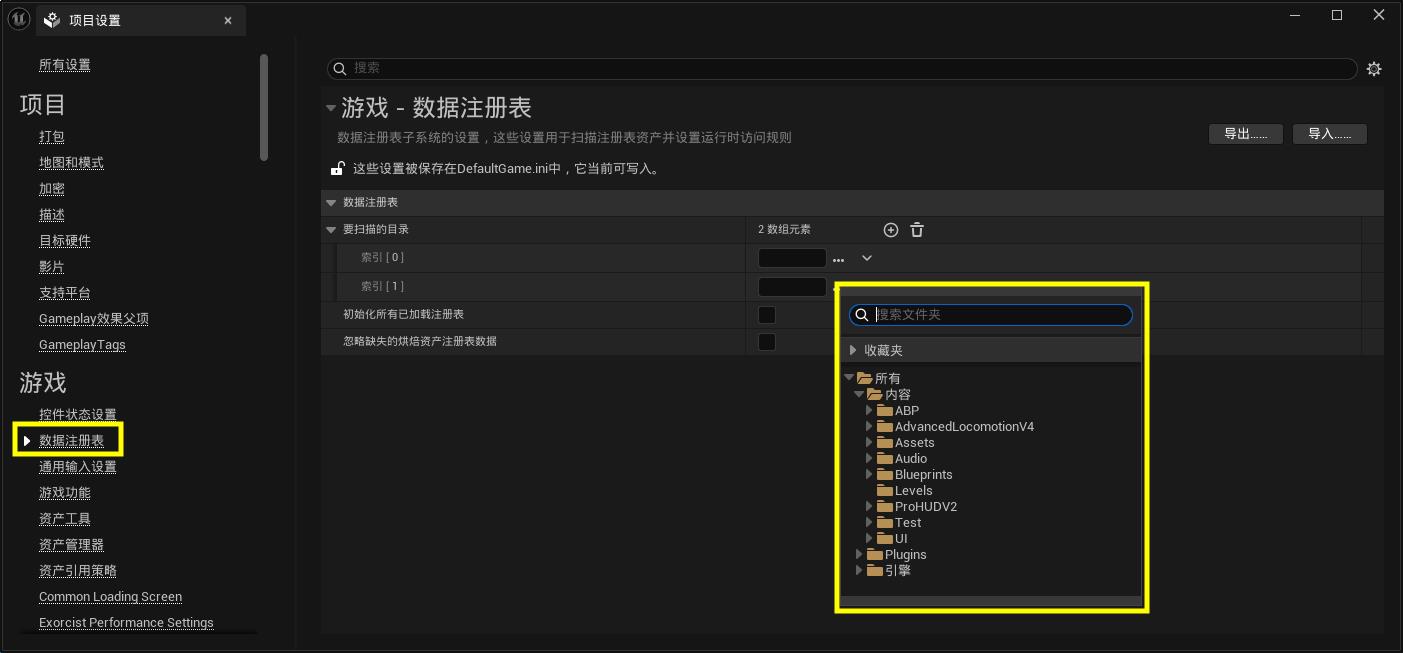 项目设置
所有设置
项目
打包
地图和模式
加密
描述
目标硬件
影片
支持平台
Gameplay效果父项
GameplayTags
游戏
控件状态设置
数据注册表
通用输入设置
游戏功能
资产工具
资产管理器
资产引用策略
Common Loading Screen
Exorcist Performance Settings
搜索
游戏 - 数据注册表
数据注册表子系统的设置，这些设置用于扫描注册表资产并设置运行时访问规则
导出……
导入……
这些设置被保存在DefaultGame.ini中，它当前可写入。
数据注册表
要扫描的目录
2 数组元素
索引 [ 0 ]
索引 [ 1 ]
初始化所有已加载注册表
忽略缺失的烘焙资产注册表数据
搜索文件夹
收藏夹
所有
内容
ABP
AdvancedLocomotionV4
Assets
Audio
Blueprints
Levels
ProHUDV2
Test
UI
Plugins
引擎